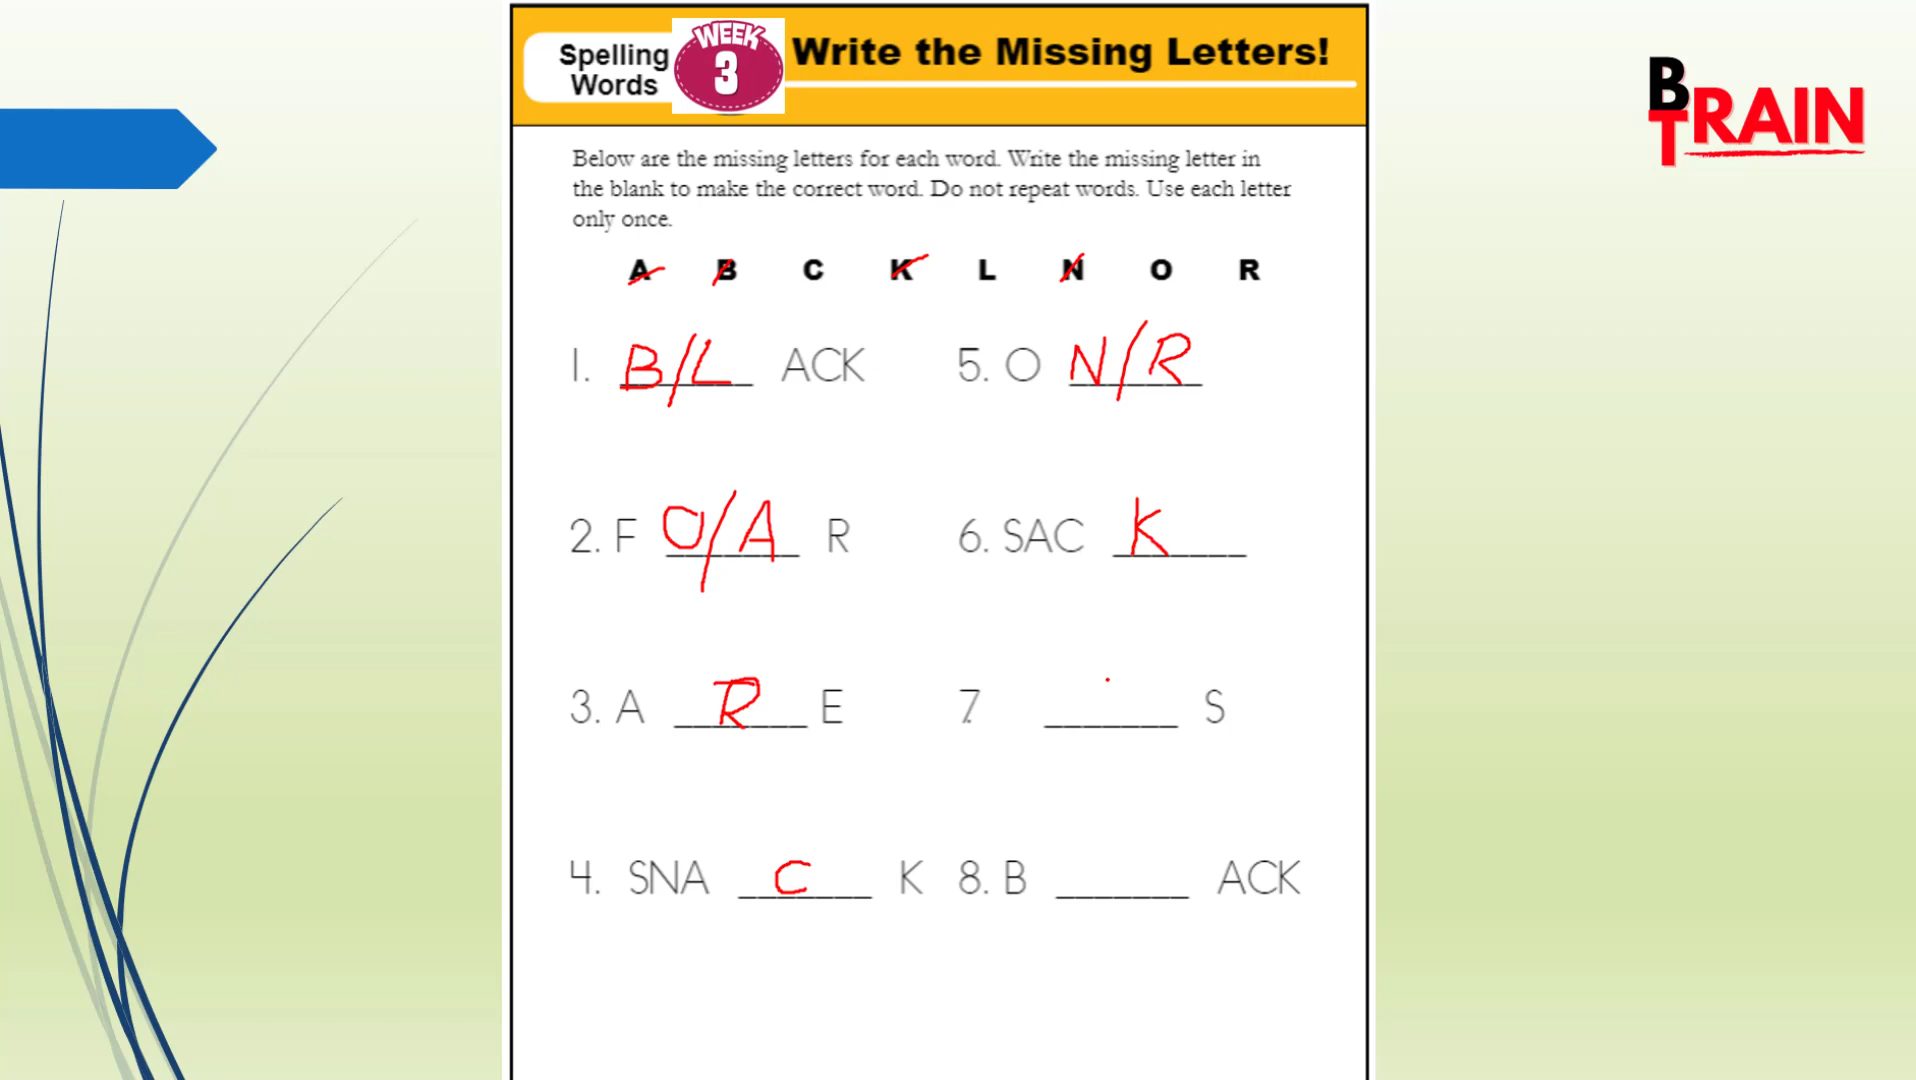 Spelling Words
WEEK 3
Write the Missing Letters!
BRAIN
T
Below are the missing letters for each word. Write the missing letter in
the blank to make the correct word. Do not repeat words. Use each letter
only once.
A B C K L N O R
1. B/L ACK
5. O N/R
2. F O/A R
6. SAC K
3. A R E
7. S
4. SNA C K
8. B ACK